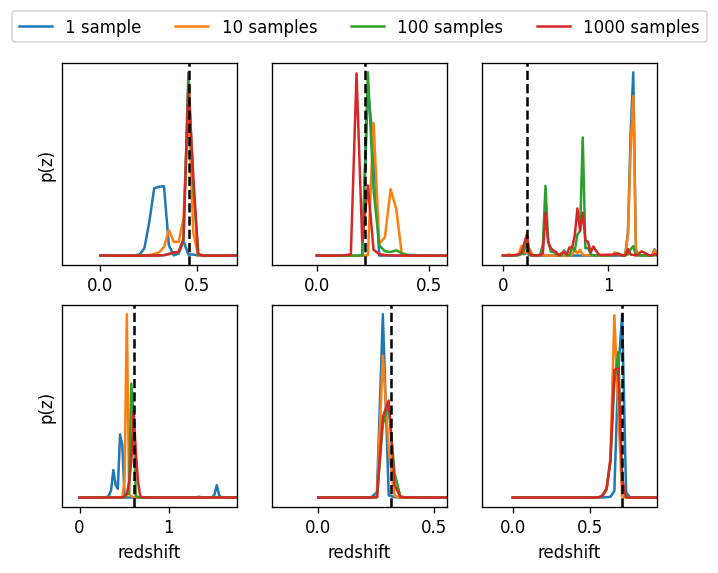 1 sample 10 samples 100 samples 1000 samples
p(z)
0.0 0.5 0.0 0.5 0 1
p(z)
0 1 0.0 0.5 0.0 0.5
redshift redshift redshift